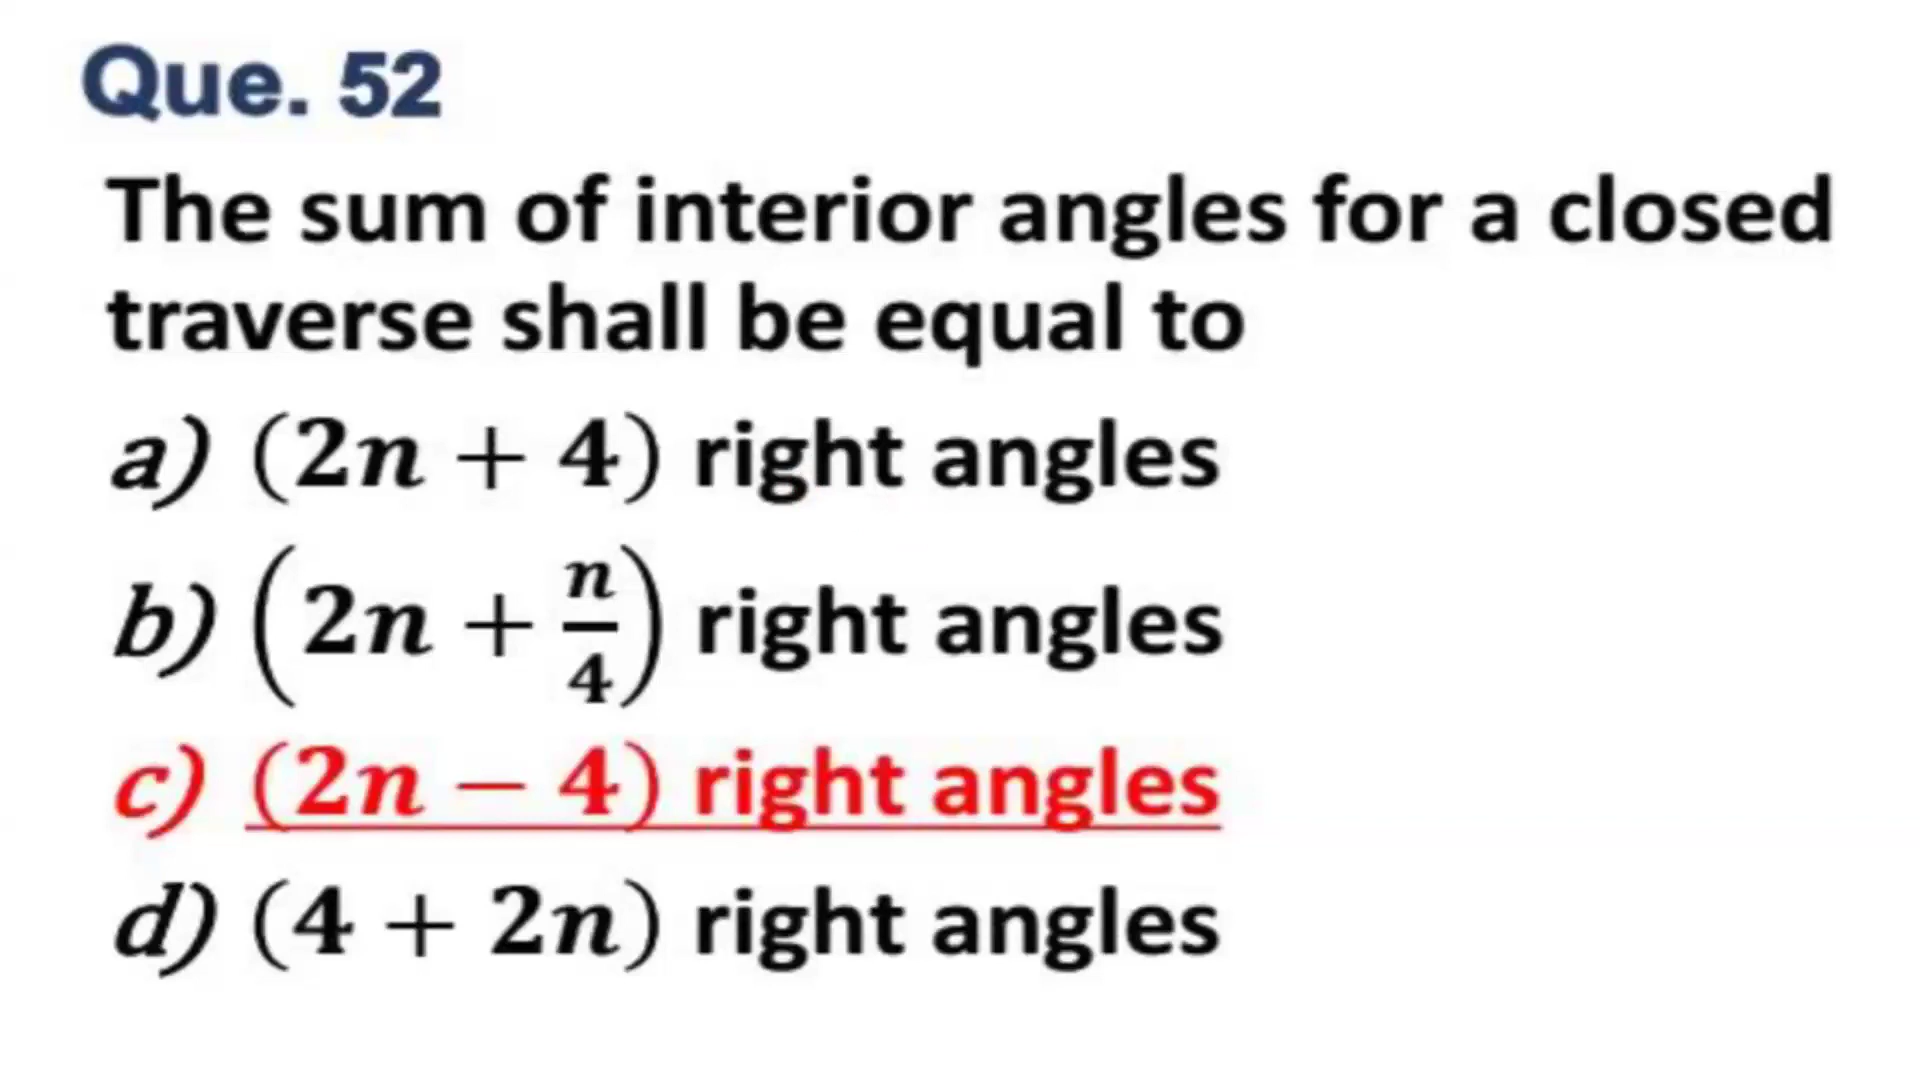 Que. 52
The sum of interior angles for a closed
traverse shall be equal to
a) (2n + 4) right angles
b) (2n + n/4) right angles
c) (2n − 4) right angles
d) (4 + 2n) right angles